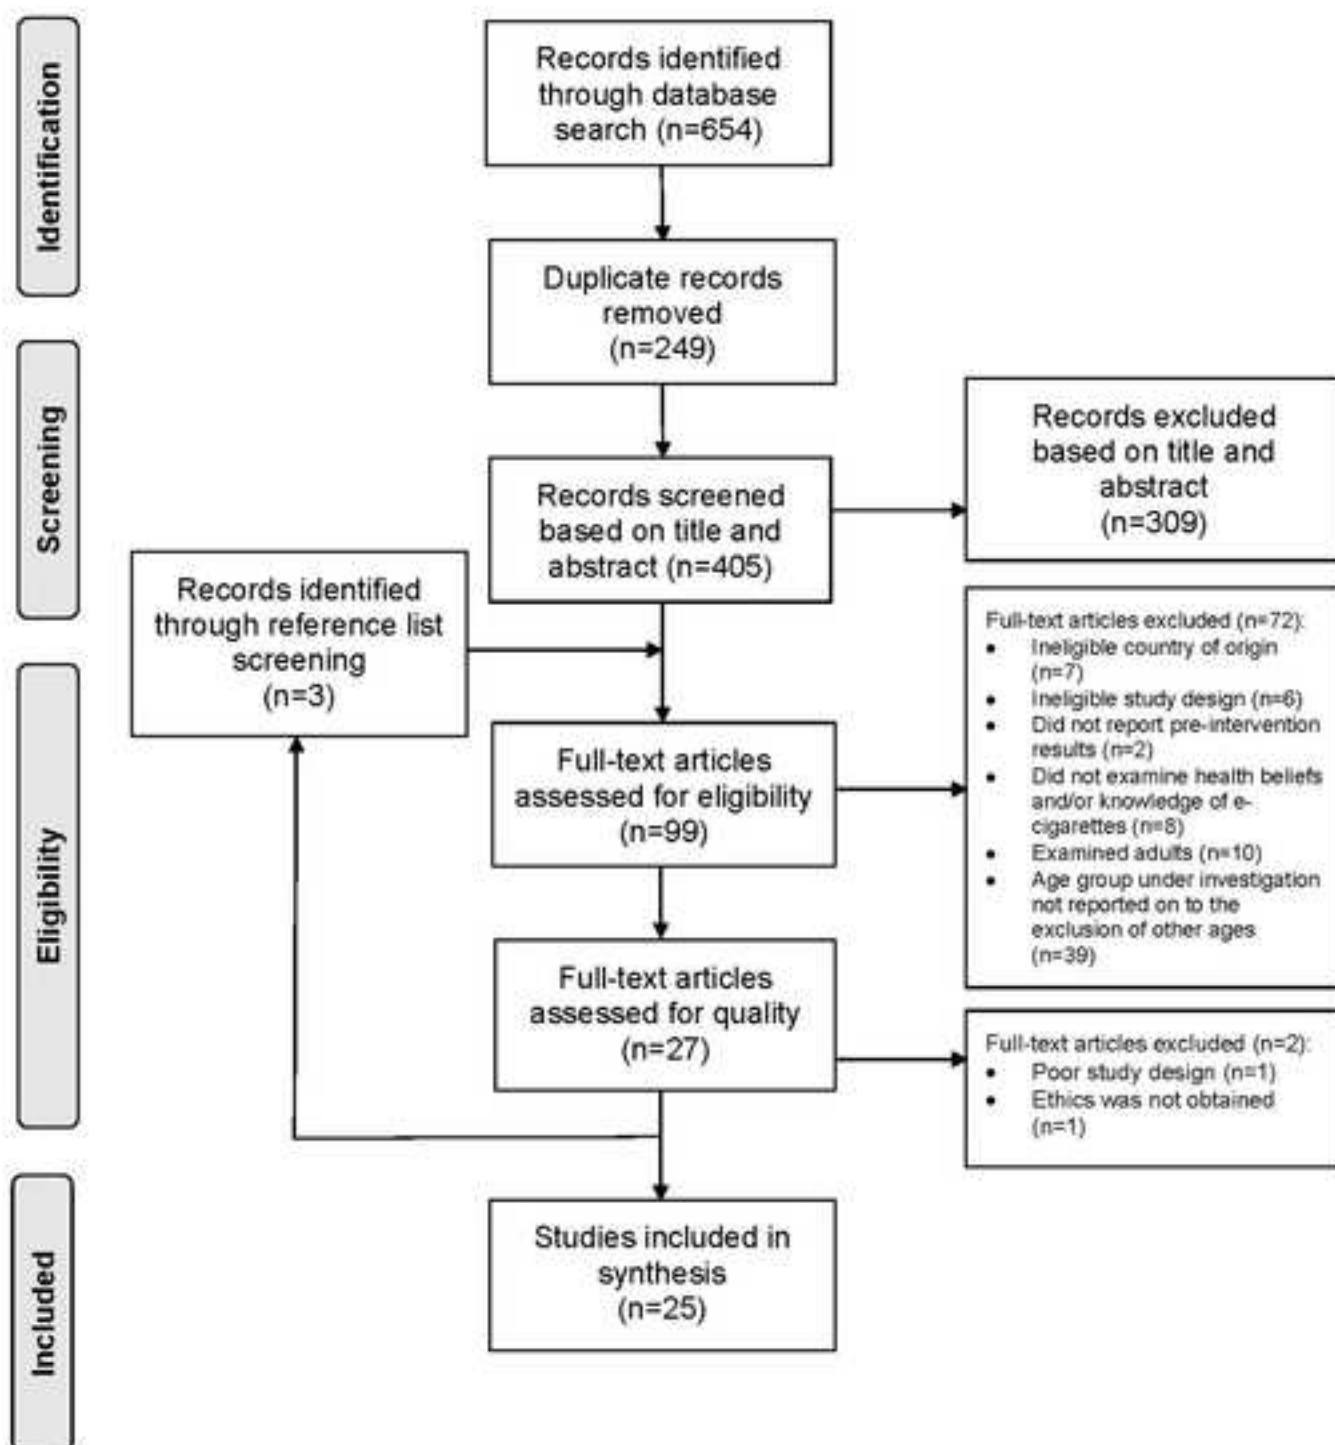 Identification
Records identified
through database
search (n=654)
Duplicate records
removed
(n=249)
Screening
Records screened
based on title and
abstract (n=405)
Records excluded
based on title and
abstract
(n=309)
Records identified
through reference list
screening
(n=3)
Eligibility
Full-text articles
assessed for eligibility
(n=99)
Full-text articles excluded (n=72):
• Ineligible country of origin
(n=7)
• Ineligible study design (n=6)
• Did not report pre-intervention
results (n=2)
• Did not examine health beliefs
and/or knowledge of e-
cigarettes (n=8)
• Examined adults (n=10)
• Age group under investigation
not reported on to the
exclusion of other ages
(n=39)
Full-text articles
assessed for quality
(n=27)
Full-text articles excluded (n=2):
• Poor study design (n=1)
• Ethics was not obtained
(n=1)
Included
Studies included in
synthesis
(n=25)